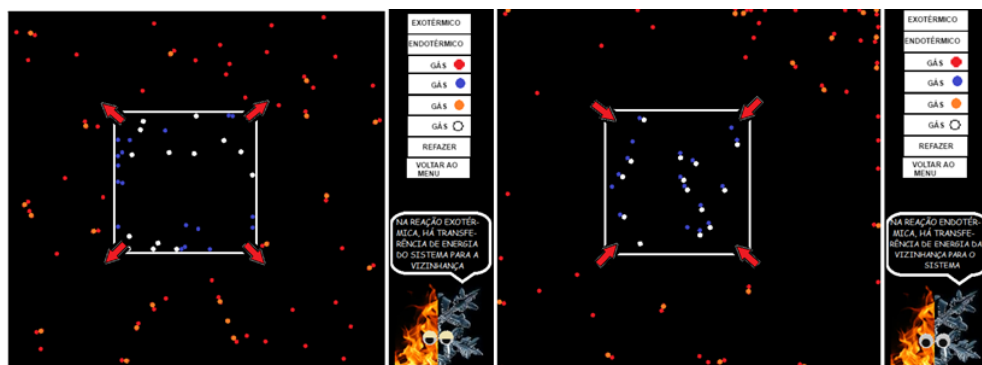 EXOTÉRMICO
ENDOTÉRMICO
GÁS
GÁS
GÁS
GÁS
REFAZER
VOLTAR AO
MENU
NA REAÇÃO EXOTÉR-
MICA, HÁ TRANSFE-
RÊNCIA DE ENERGIA
DO SISTEMA PARA A
VIZINHANÇA
EXOTÉRMICO
ENDOTÉRMICO
GÁS
GÁS
GÁS
GÁS
REFAZER
VOLTAR AO
MENU
NA REAÇÃO ENDOTÉR-
MICA, HÁ TRANSFE-
RÊNCIA DE ENERGIA DA
VIZINHANÇA PARA O
SISTEMA